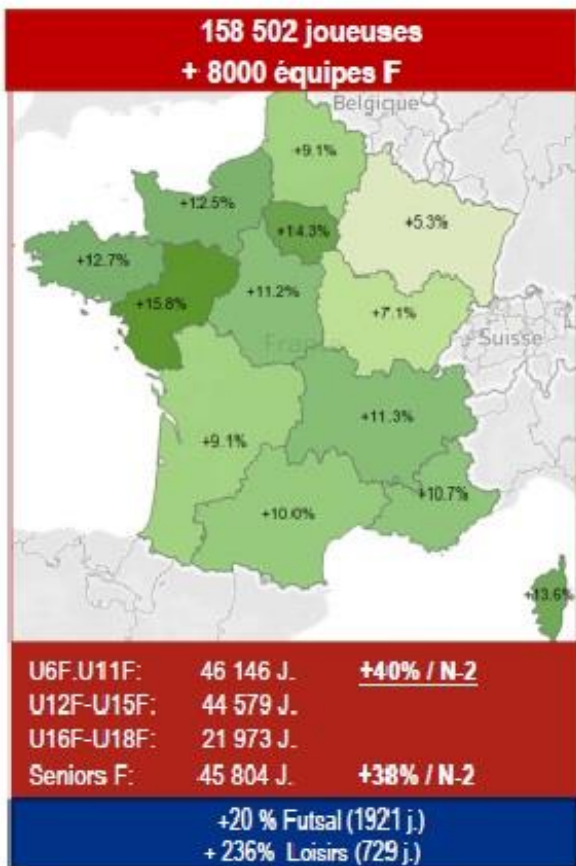 158 502 joueuses
+ 8000 équipes F
Belgique
+9.1%
+12.5%
+14.3%
+5.3%
+12.7%
+15.8%
+11.2%
+7.1%
France
Suisse
+11.3%
+9.1%
+10.7%
+10.0%
+13.6%
U6F.U11F: 46 146 J. +40% / N-2
U12F-U15F: 44 579 J.
U16F-U18F: 21 973 J.
Seniors F: 45 804 J. +38% / N-2
+20 % Futsal (1921 j.)
+ 236% Loisirs (729 j.)